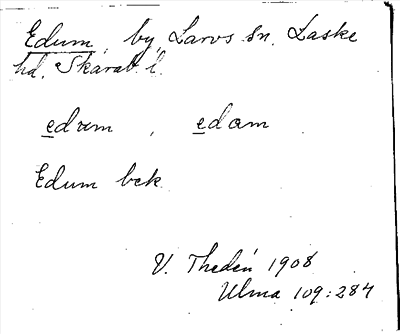 Edum, by, Larvs sn. Laske
hd. Skarab. l.
edum, edam
Edum bek.
V. Thedén 1908
Ulma 109:284